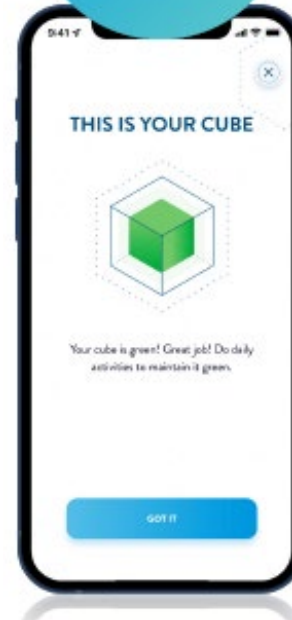 9:41
THIS IS YOUR CUBE
Your cube is green! Great job! Do daily
activities to maintain it green.
GOT IT